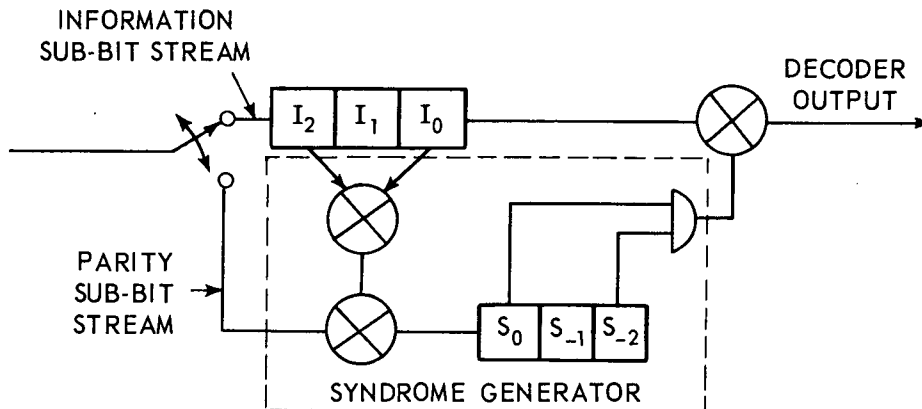 INFORMATION
SUB-BIT STREAM
I₂ I₁ I₀
DECODER
OUTPUT
PARITY
SUB-BIT
STREAM
S₀ S₋₁ S₋₂
SYNDROME GENERATOR